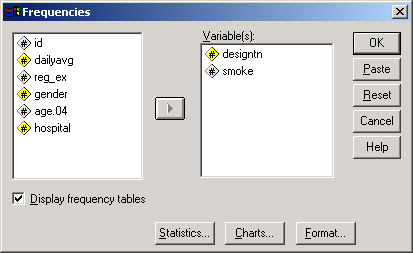 Frequencies
id
dailyavg
reg_ex
gender
age.04
hospital
Variable(s):
designtn
smoke
OK
Paste
Reset
Cancel
Help
Display frequency tables
Statistics...
Charts...
Format...